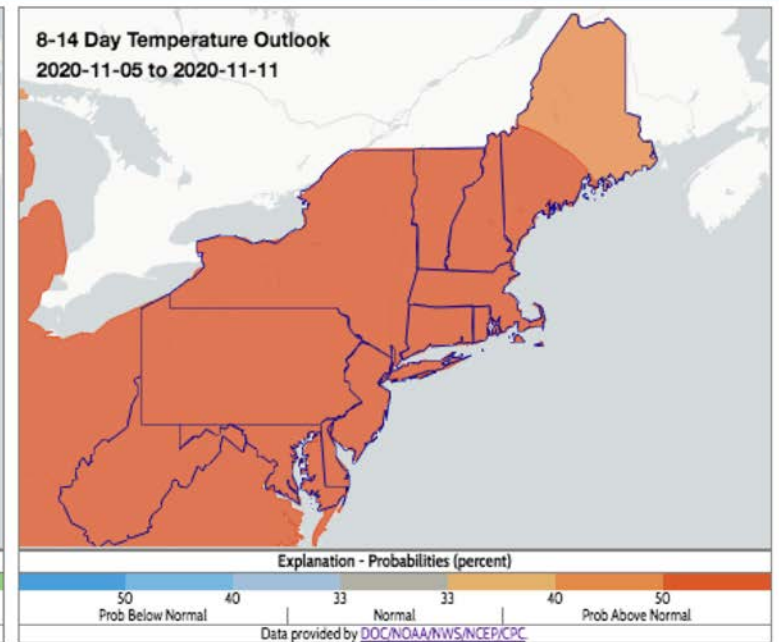 8-14 Day Temperature Outlook
2020-11-05 to 2020-11-11
Explanation - Probabilities (percent)
50 40 33 33 40 50
Prob Below Normal | Normal | Prob Above Normal
Data provided by DOC/NOAA/NWS/NCEP/CPC